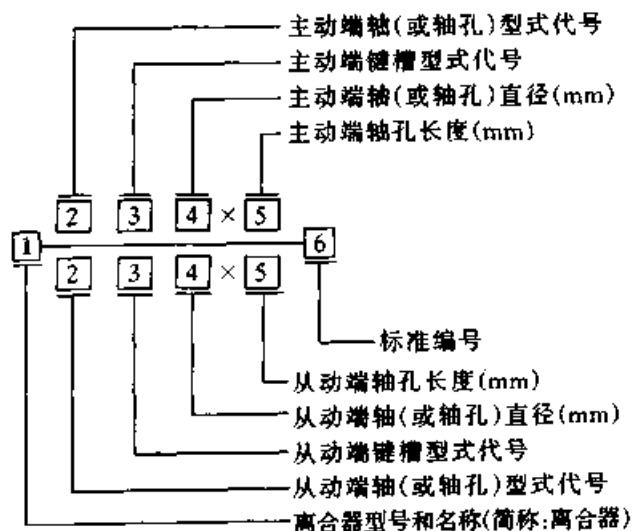 主动端轴(或轴孔)型式代号
主动端键槽型式代号
主动端轴(或轴孔)直径(mm)
主动端轴孔长度(mm)
2 3 4 × 5
1 6
2 3 4 × 5
标准编号
从动端轴孔长度(mm)
从动端轴(或轴孔)直径(mm)
从动端键槽型式代号
从动端轴(或轴孔)型式代号
离合器型号和名称(简称:离合器)